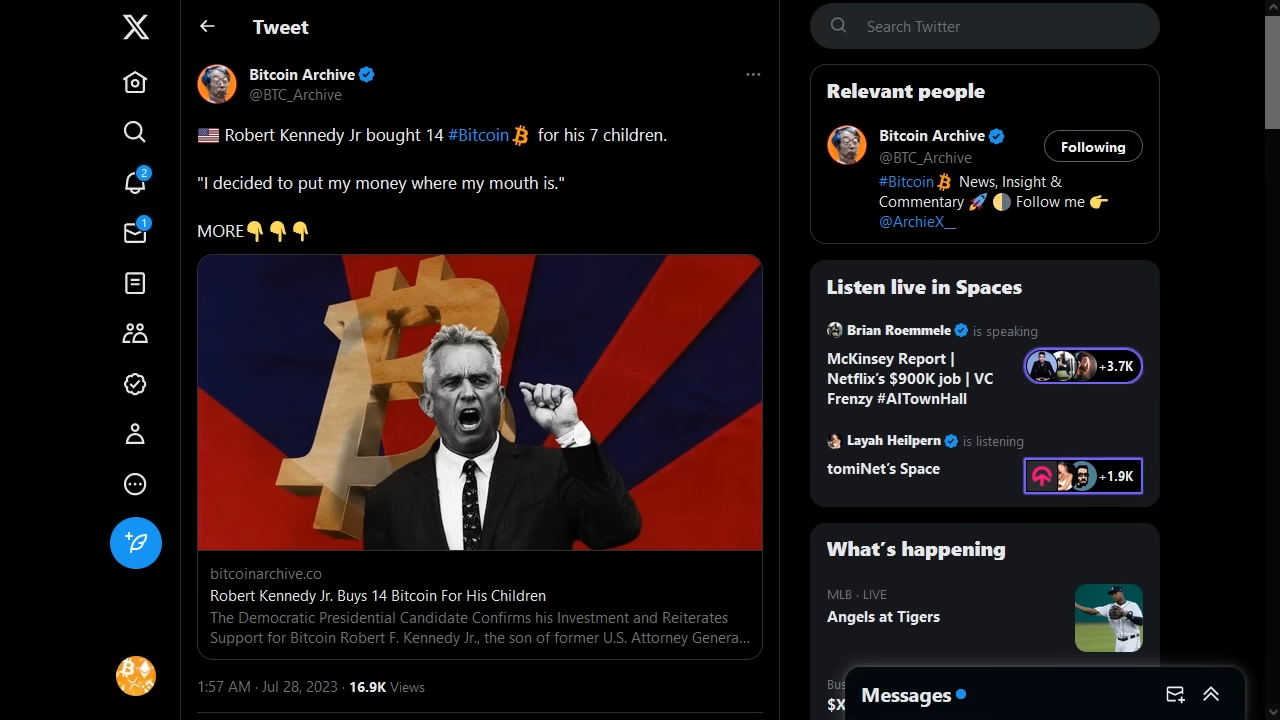 Tweet
Bitcoin Archive
@BTC_Archive
🇺🇸 Robert Kennedy Jr bought 14 #Bitcoin for his 7 children.
"I decided to put my money where my mouth is."
MORE👇👇👇
bitcoinarchive.co
Robert Kennedy Jr. Buys 14 Bitcoin For His Children
The Democratic Presidential Candidate Confirms his Investment and Reiterates
Support for Bitcoin Robert F. Kennedy Jr., the son of former U.S. Attorney Genera...
1:57 AM · Jul 28, 2023 · 16.9K Views
2
1
Search Twitter
Relevant people
Bitcoin Archive
@BTC_Archive
Following
#Bitcoin News, Insight &
Commentary 🚀 🌗 Follow me 👉
@ArchieX__
Listen live in Spaces
Brian Roemmele is speaking
McKinsey Report |
Netflix's $900K job | VC
Frenzy #AITownHall
+3.7K
Layah Heilpern is listening
tomiNet's Space
+1.9K
What's happening
MLB · LIVE
Angels at Tigers
Bus
$X
Messages